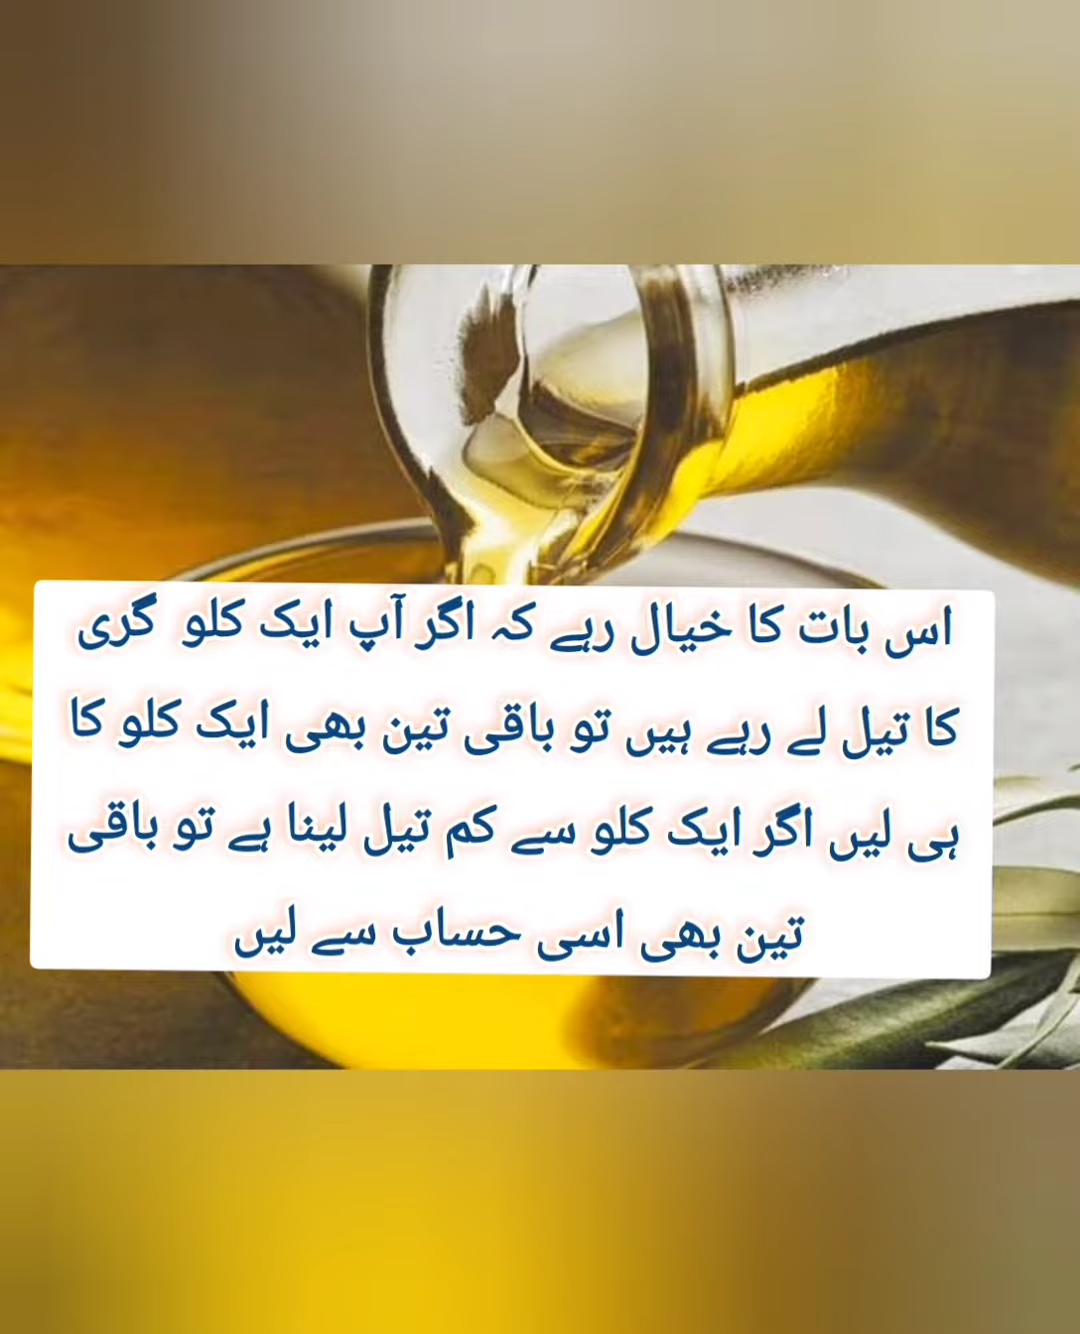 اس بات کا خیال رہے کہ اگر آپ ایک کلو گری
کا تیل لے رہے ہیں تو باقی تین بھی ایک کلو کا
ہی لیں اگر ایک کلو سے کم تیل لینا ہے تو باقی
تین بھی اسی حساب سے لیں